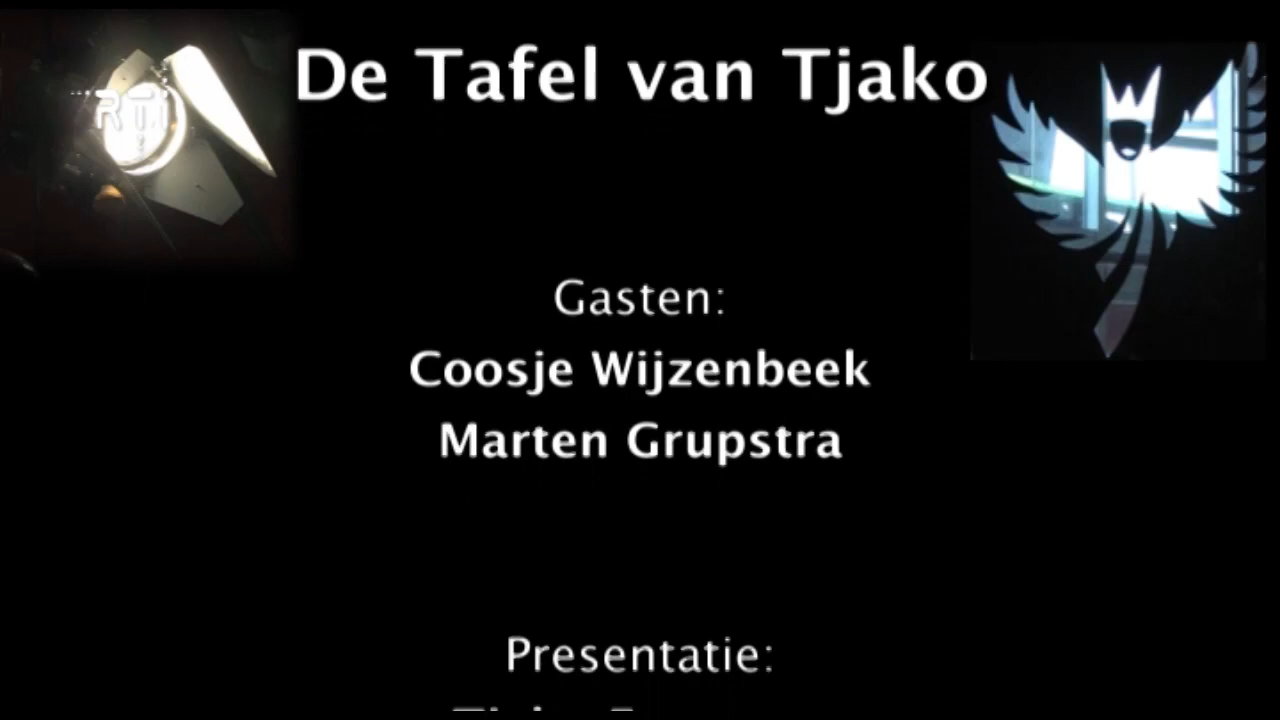 De Tafel van Tjako
RTi
Gasten:
Coosje Wijzenbeek
Marten Grupstra
Presentatie: